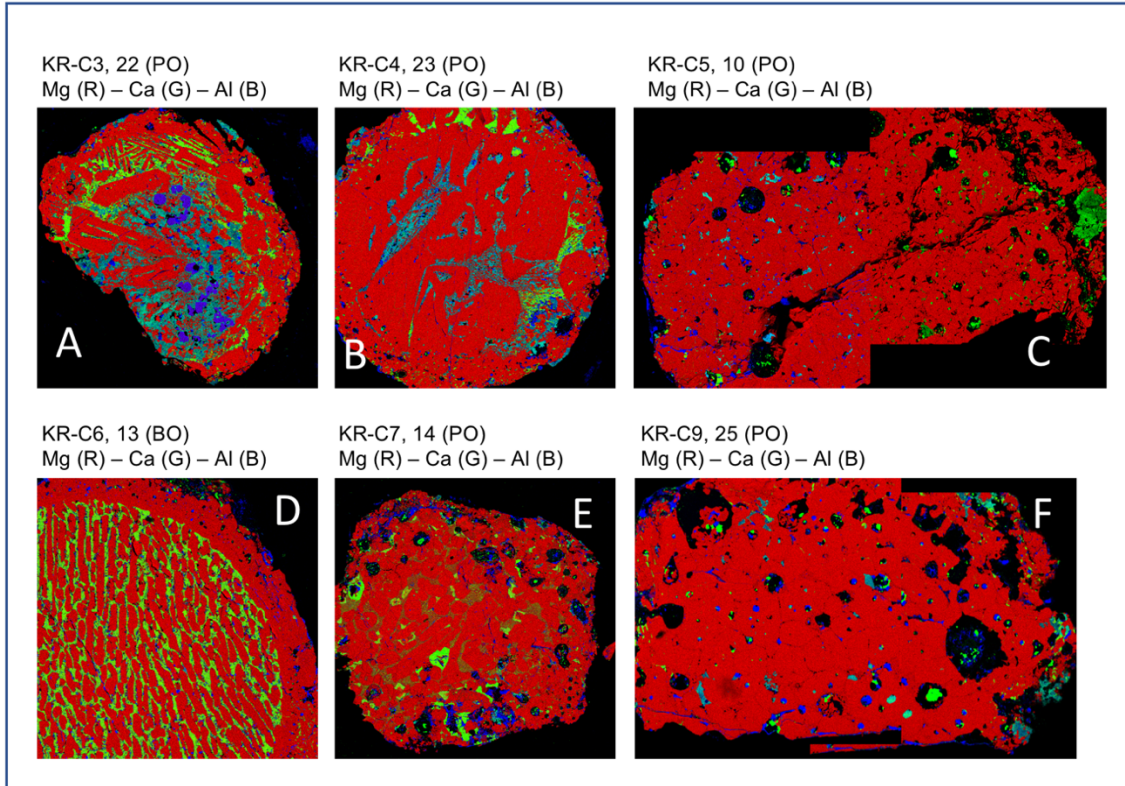 KR-C3, 22 (PO)
Mg (R) – Ca (G) – Al (B)
A
KR-C4, 23 (PO)
Mg (R) – Ca (G) – Al (B)
B
KR-C5, 10 (PO)
Mg (R) – Ca (G) – Al (B)
C
KR-C6, 13 (BO)
Mg (R) – Ca (G) – Al (B)
D
KR-C7, 14 (PO)
Mg (R) – Ca (G) – Al (B)
E
KR-C9, 25 (PO)
Mg (R) – Ca (G) – Al (B)
F